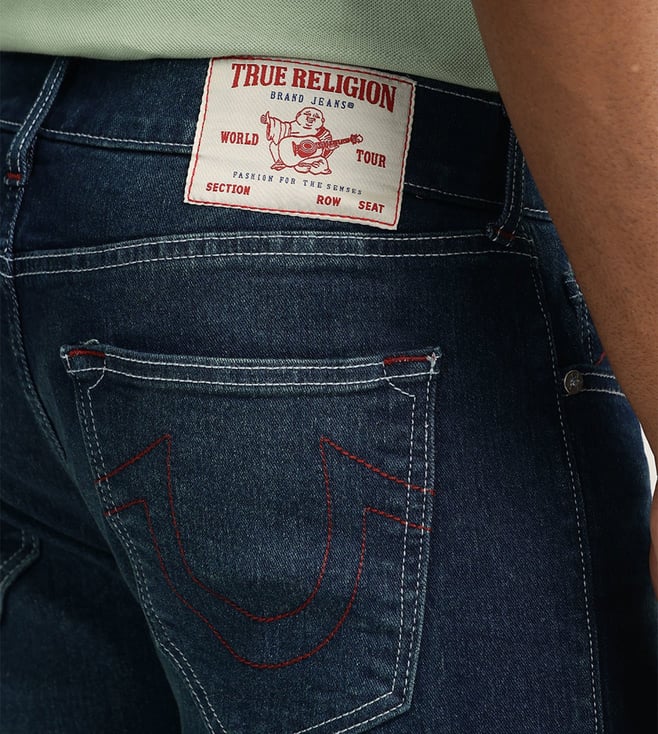 TRUE RELIGION
BRAND JEANS®
WORLD TOUR
FASHION FOR THE SENSES
SECTION ROW SEAT